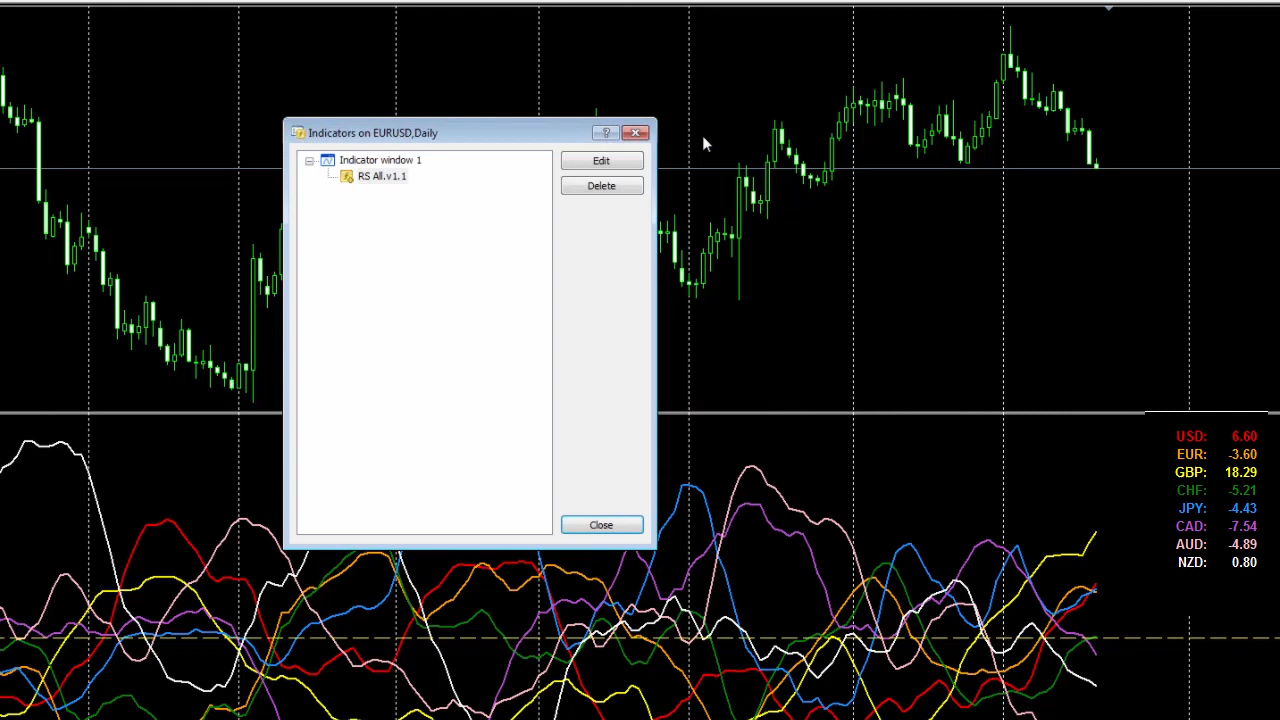 Indicators on EURUSD,Daily
Indicator window 1
RS All.v1.1
Edit
Delete
Close
USD: 6.60
EUR: -3.60
GBP: 18.29
CHF: -5.21
JPY: -4.43
CAD: -7.54
AUD: -4.89
NZD: 0.80